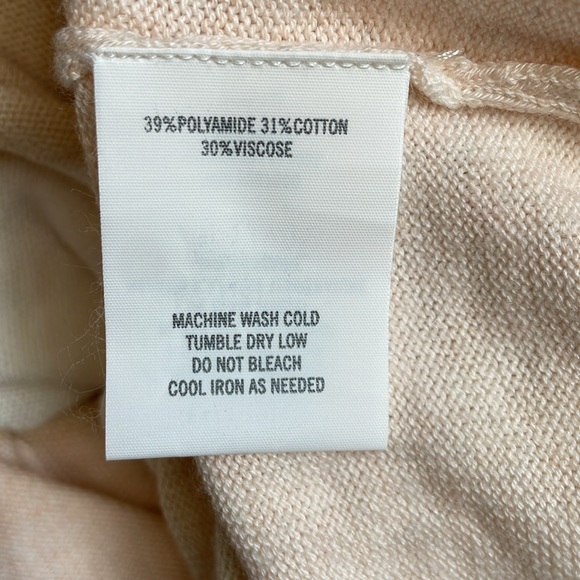 39%POLYAMIDE 31%COTTON
30%VISCOSE
MACHINE WASH COLD
TUMBLE DRY LOW
DO NOT BLEACH
COOL IRON AS NEEDED